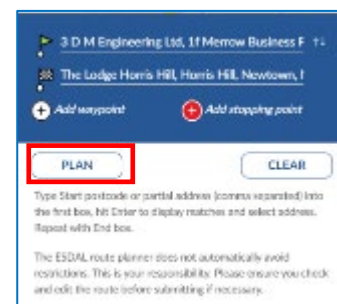 3 D M Engineering Ltd, 1f Merrow Business F
The Lodge Horris Hill, Horris Hill, Newtown, I
Add waypoint Add stopping point
PLAN CLEAR
Type Start postcode or partial address (comma separated) into
the first box, hit Enter to display matches and select address.
Repeat with End box.
The ESDAL route planner does not automatically avoid
restrictions. This is your responsibility. Please ensure you check
and edit the route before submitting if necessary.